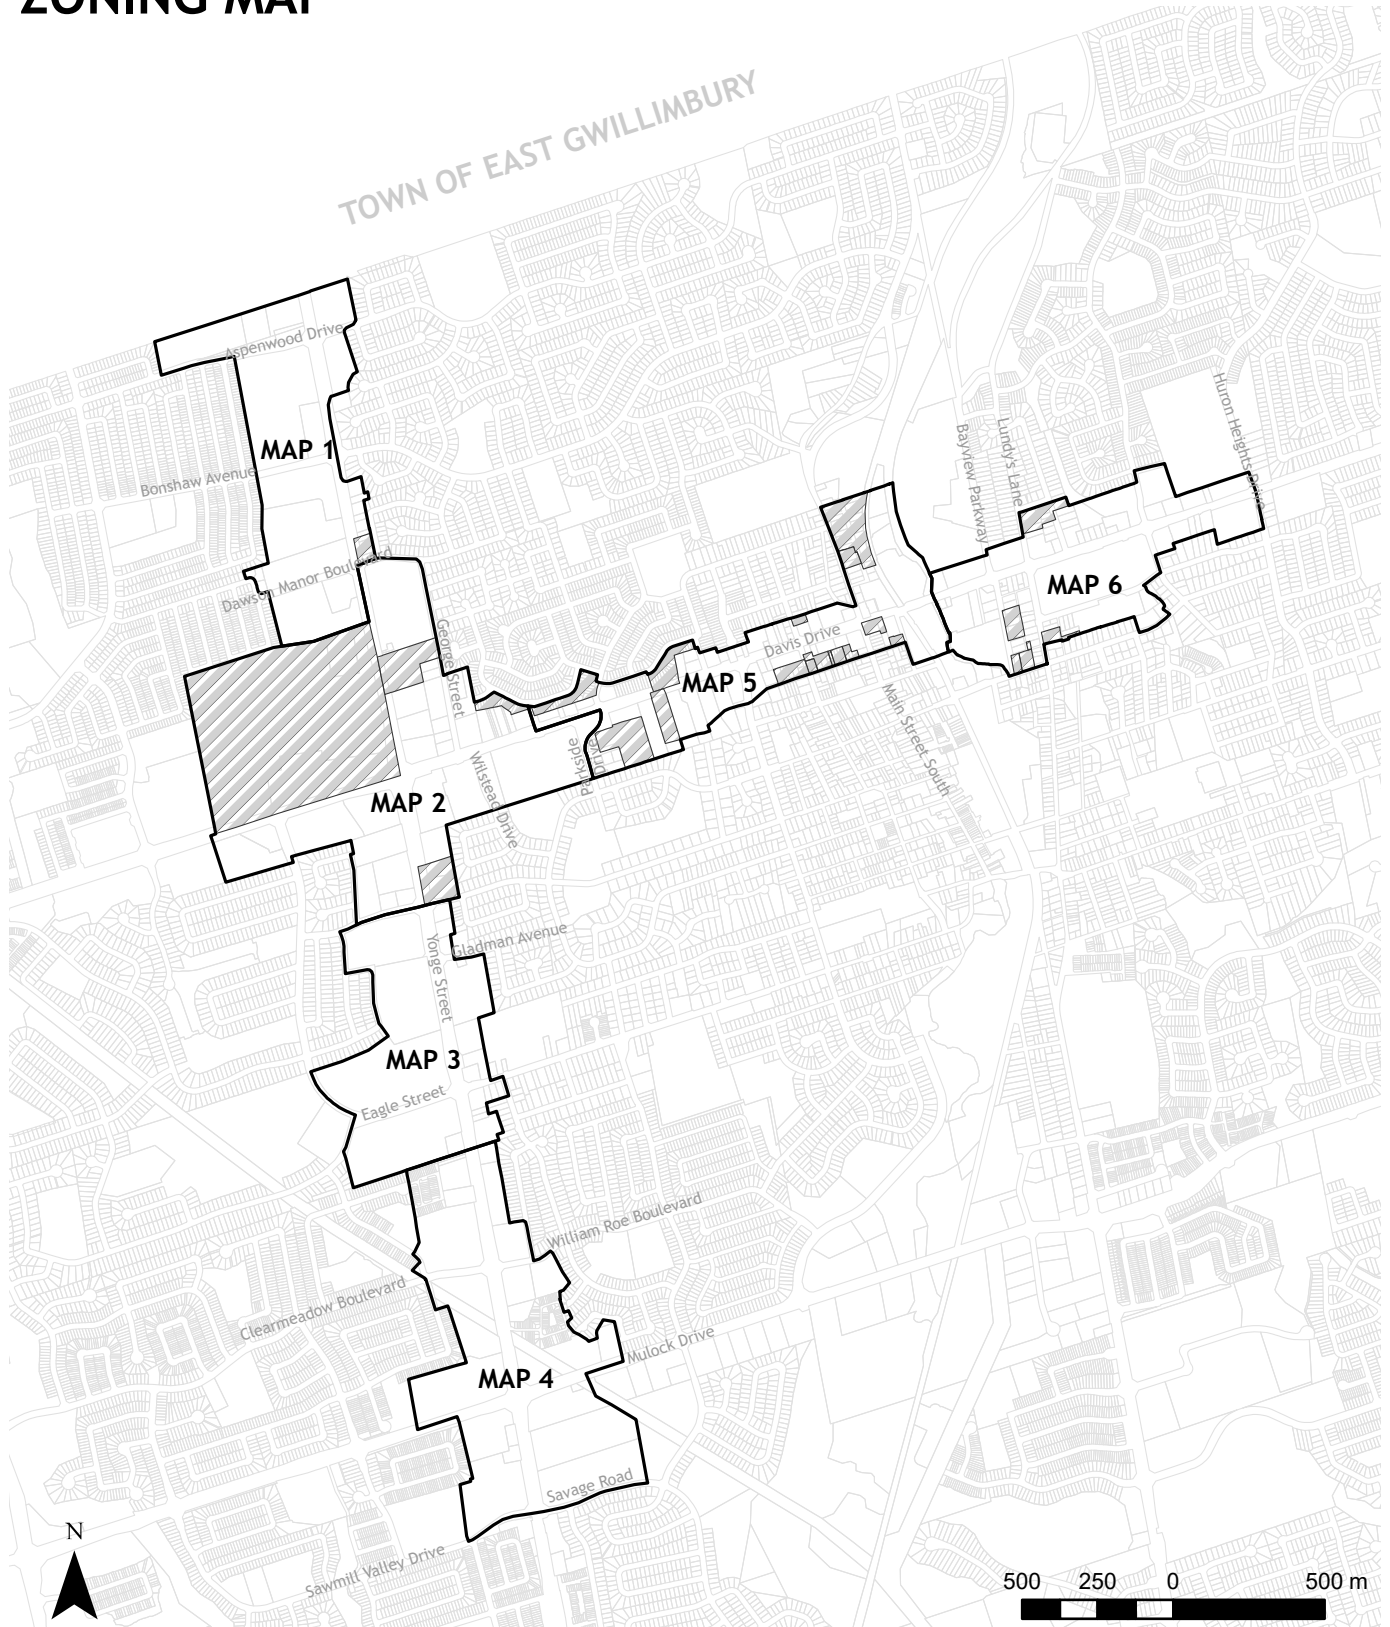 ZONING MAP
TOWN OF EAST GWILLIMBURY
Aspenwood Drive
Huron Heights Drive
MAP 1
Bonshaw Avenue
Bayview Parkway
Lundy's Lane
Dawson Manor Boulevard
MAP 6
George Street
Davis Drive
MAP 5
Main Street South
Parkside Drive
Wilstead Drive
MAP 2
Yonge Street
Gladman Avenue
MAP 3
Eagle Street
William Roe Boulevard
Clearmeadow Boulevard
Mulock Drive
MAP 4
Savage Road
N
Sawmill Valley Drive
500 250 0 500 m